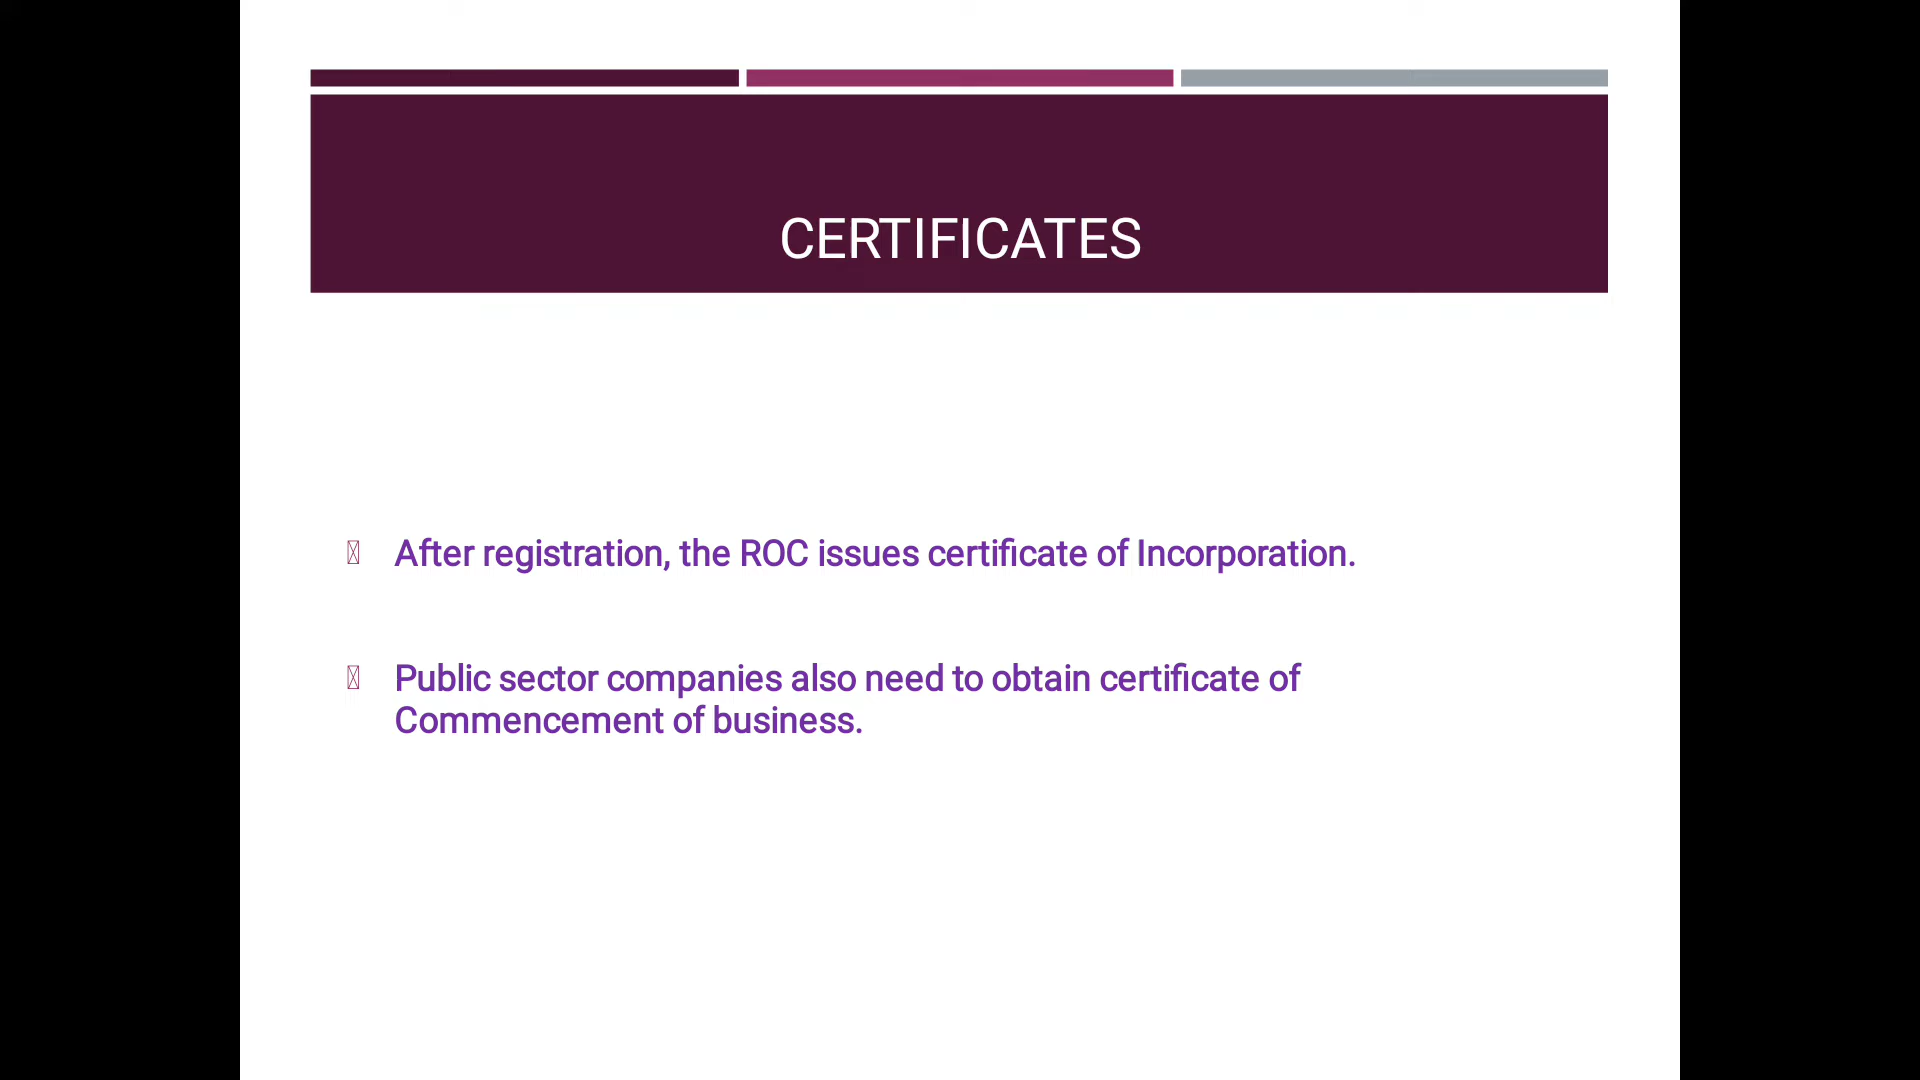 CERTIFICATES
After registration, the ROC issues certificate of Incorporation.
Public sector companies also need to obtain certificate of
Commencement of business.